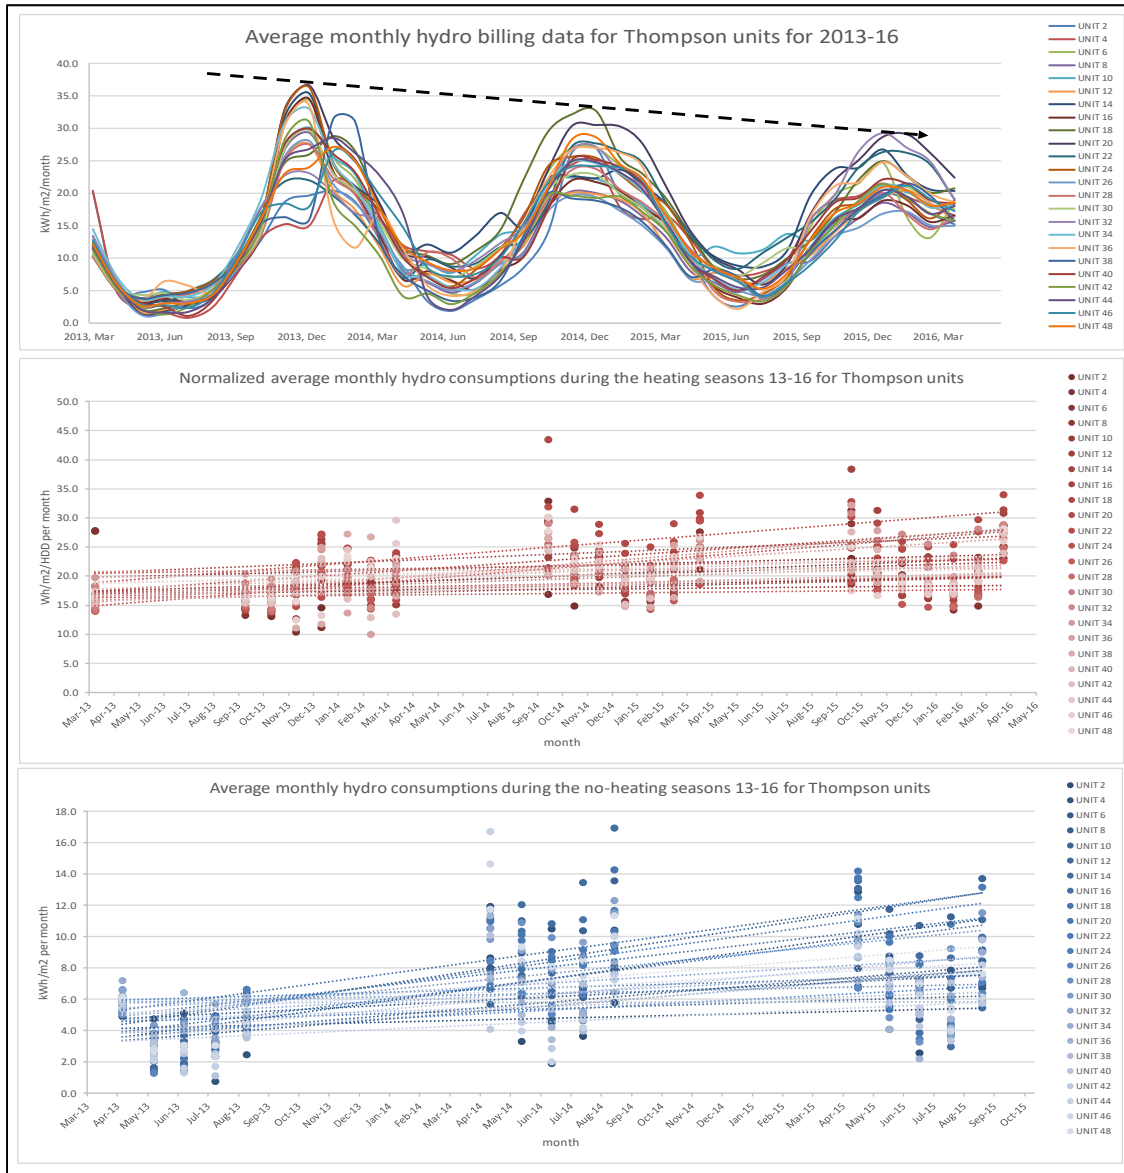 Average monthly hydro billing data for Thompson units for 2013-16
kWh/m2/month
40.0
35.0
30.0
25.0
20.0
15.0
10.0
5.0
0.0
2013, Mar
2013, Jun
2013, Sep
2013, Dec
2014, Mar
2014, Jun
2014, Sep
2014, Dec
2015, Mar
2015, Jun
2015, Sep
2015, Dec
2016, Mar
UNIT 2
UNIT 4
UNIT 6
UNIT 8
UNIT 10
UNIT 12
UNIT 14
UNIT 16
UNIT 18
UNIT 20
UNIT 22
UNIT 24
UNIT 26
UNIT 28
UNIT 30
UNIT 32
UNIT 34
UNIT 36
UNIT 38
UNIT 40
UNIT 42
UNIT 44
UNIT 46
UNIT 48
Normalized average monthly hydro consumptions during the heating seasons 13-16 for Thompson units
Wh/m2/HDD per month
50.0
45.0
40.0
35.0
30.0
25.0
20.0
15.0
10.0
5.0
0.0
Mar-13
Apr-13
May-13
Jun-13
Jul-13
Aug-13
Sep-13
Oct-13
Nov-13
Dec-13
Jan-14
Feb-14
Mar-14
Apr-14
May-14
Jun-14
Jul-14
Aug-14
Sep-14
Oct-14
Nov-14
Dec-14
Jan-15
Feb-15
Mar-15
Apr-15
May-15
Jun-15
Jul-15
Aug-15
Sep-15
Oct-15
Nov-15
Dec-15
Jan-16
Feb-16
Mar-16
Apr-16
May-16
month
UNIT 2
UNIT 4
UNIT 6
UNIT 8
UNIT 10
UNIT 12
UNIT 14
UNIT 16
UNIT 18
UNIT 20
UNIT 22
UNIT 24
UNIT 26
UNIT 28
UNIT 30
UNIT 32
UNIT 34
UNIT 36
UNIT 38
UNIT 40
UNIT 42
UNIT 44
UNIT 46
UNIT 48
Average monthly hydro consumptions during the no-heating seasons 13-16 for Thompson units
kWh/m2 per month
18.0
16.0
14.0
12.0
10.0
8.0
6.0
4.0
2.0
0.0
Mar-13
Apr-13
May-13
Jun-13
Jul-13
Aug-13
Sep-13
Oct-13
Nov-13
Dec-13
Jan-14
Feb-14
Mar-14
Apr-14
May-14
Jun-14
Jul-14
Aug-14
Sep-14
Oct-14
Nov-14
Dec-14
Jan-15
Feb-15
Mar-15
Apr-15
May-15
Jun-15
Jul-15
Aug-15
Sep-15
Oct-15
month
UNIT 2
UNIT 4
UNIT 6
UNIT 8
UNIT 10
UNIT 12
UNIT 14
UNIT 16
UNIT 18
UNIT 20
UNIT 22
UNIT 24
UNIT 26
UNIT 28
UNIT 30
UNIT 32
UNIT 34
UNIT 36
UNIT 38
UNIT 40
UNIT 42
UNIT 44
UNIT 46
UNIT 48